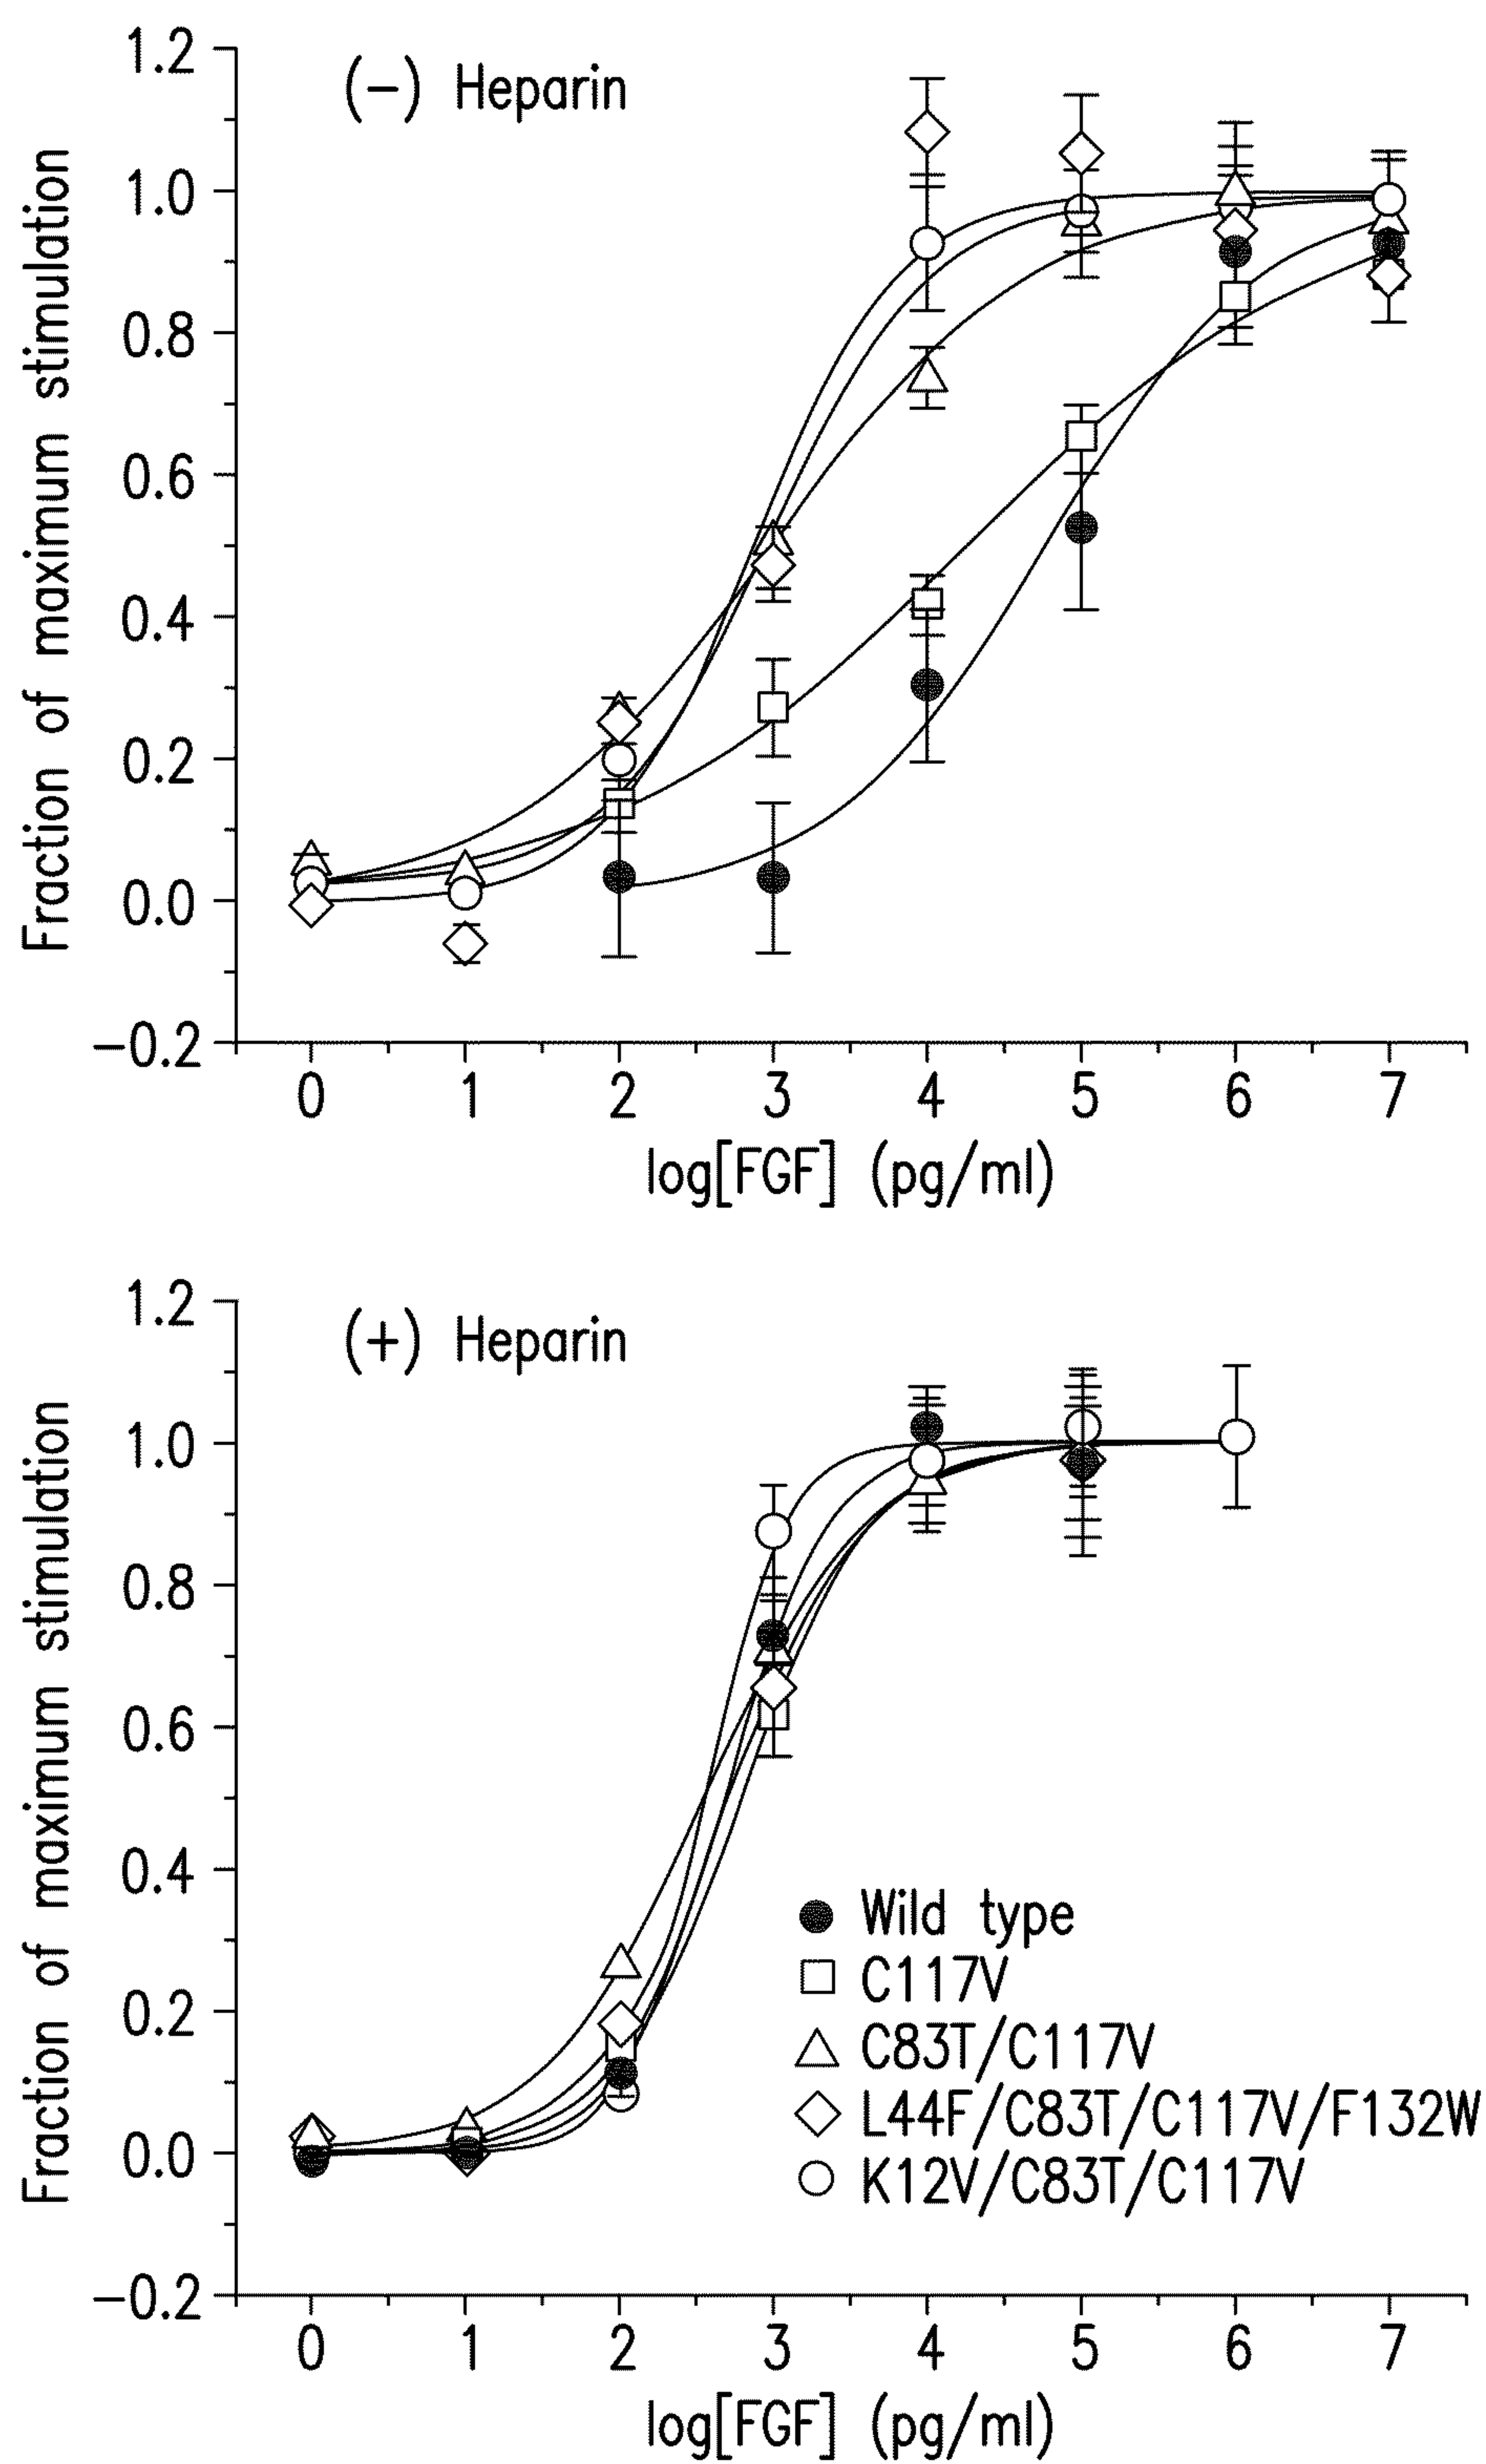 (−) Heparin
Fraction of maximum stimulation
1.2
1.0
0.8
0.6
0.4
0.2
0.0
−0.2
0 1 2 3 4 5 6 7
log[FGF] (pg/ml)
(+) Heparin
Fraction of maximum stimulation
1.2
1.0
0.8
0.6
0.4
0.2
0.0
−0.2
Wild type
C117V
C83T/C117V
L44F/C83T/C117V/F132W
K12V/C83T/C117V
0 1 2 3 4 5 6 7
log[FGF] (pg/ml)